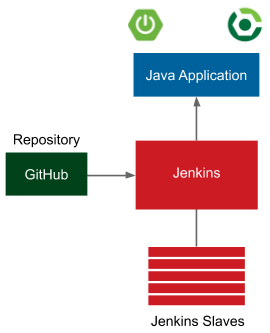 Java Application
Repository
GitHub
Jenkins
Jenkins Slaves